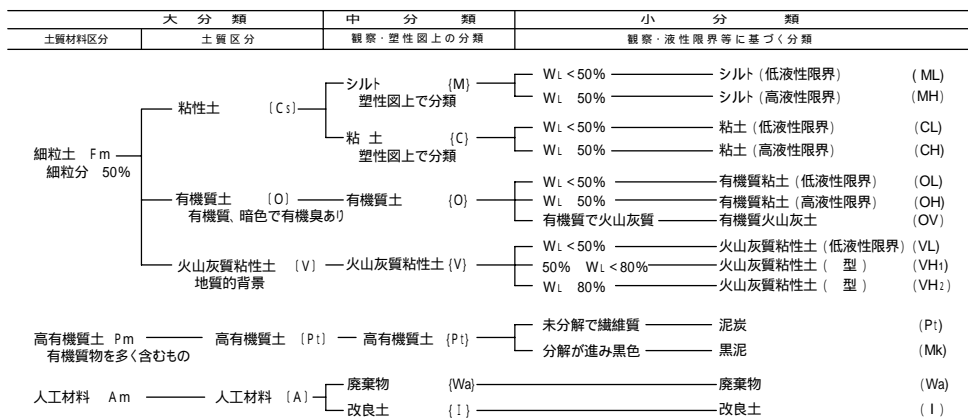 大分類 中分類 小分類
土質材料区分 土質区分 観察・塑性図上の分類 観察・液性限界等に基づく分類
WL <50% シルト (低液性限界) (ML)
シルト {M}
塑性図上で分類 WL 50% シルト (高液性限界) (MH)
粘性土 [Cs]
WL <50% 粘土 (低液性限界) (CL)
粘土 {C}
塑性図上で分類 WL 50% 粘土 (高液性限界) (CH)
細粒土 Fm
細粒分 50%
WL <50% 有機質粘土 (低液性限界) (OL)
有機質土 [O] 有機質土 {O} WL 50% 有機質粘土 (高液性限界) (OH)
有機質、暗色で有機臭あり 有機質で火山灰質 有機質火山灰土 (OV)
WL <50% 火山灰質粘性土 (低液性限界) (VL)
火山灰質粘性土 [V] 火山灰質粘性土 {V} 50% WL <80% 火山灰質粘性土 ( 型) (VH1)
地質的背景 WL 80% 火山灰質粘性土 ( 型) (VH2)
未分解で繊維質 泥炭 (Pt)
高有機質土 Pm 高有機質土 [Pt] 高有機質土 {Pt}
有機質物を多く含むもの 分解が進み黒色 黒泥 (Mk)
廃棄物 {Wa} 廃棄物 (Wa)
人工材料 Am 人工材料 [A]
改良土 {I} 改良土 (I)